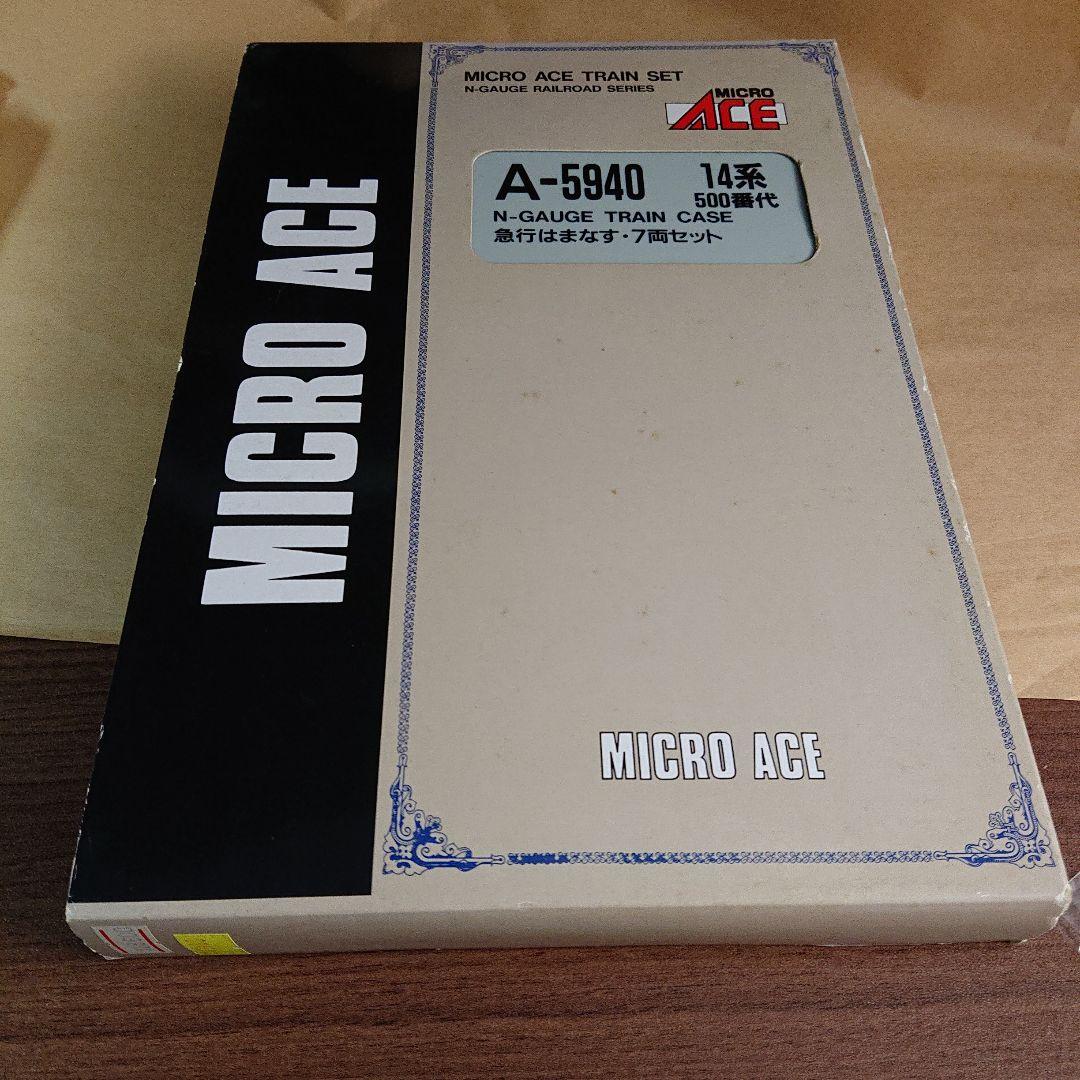 MICRO ACE TRAIN SET
N-GAUGE RAILROAD SERIES
MICRO
ACE
A-5940 14系
500番代
N-GAUGE TRAIN CASE
急行はまなす・7両セット
MICRO ACE
MICRO ACE